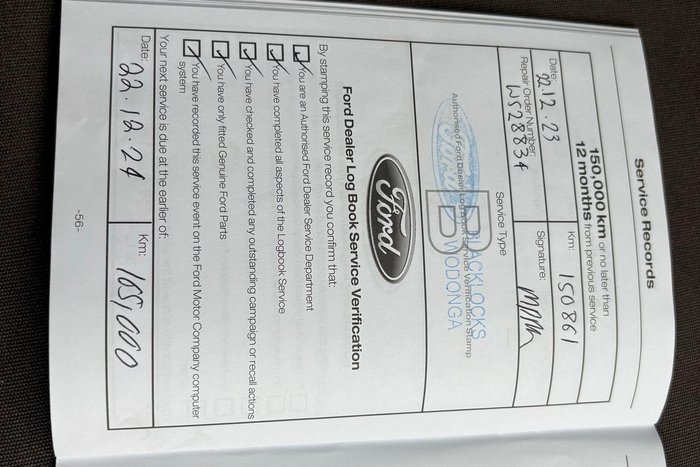 Service Records
150,000 km or no later than
12 months from previous service
Date: 22.12.23
Km: 150861
Repair Order Number: WS28834
Signature:
Service Type
B
BLACKLOCKS
WODONGA
Ford
Authorised Ford Dealer Log Book Service Verification Stamp
Ford
Ford Dealer Log Book Service Verification
By stamping this service record you confirm that:
You are an Authorised Ford Dealer Service Department
You have completed all aspects of the Logbook Service
You have checked and completed any outstanding campaign or recall actions
You have only fitted Genuine Ford Parts
You have recorded this service event on the Ford Motor Company computer
system
Your next service is due at the earlier of:
Date: 22.12.24
Km: 165,000
-56-